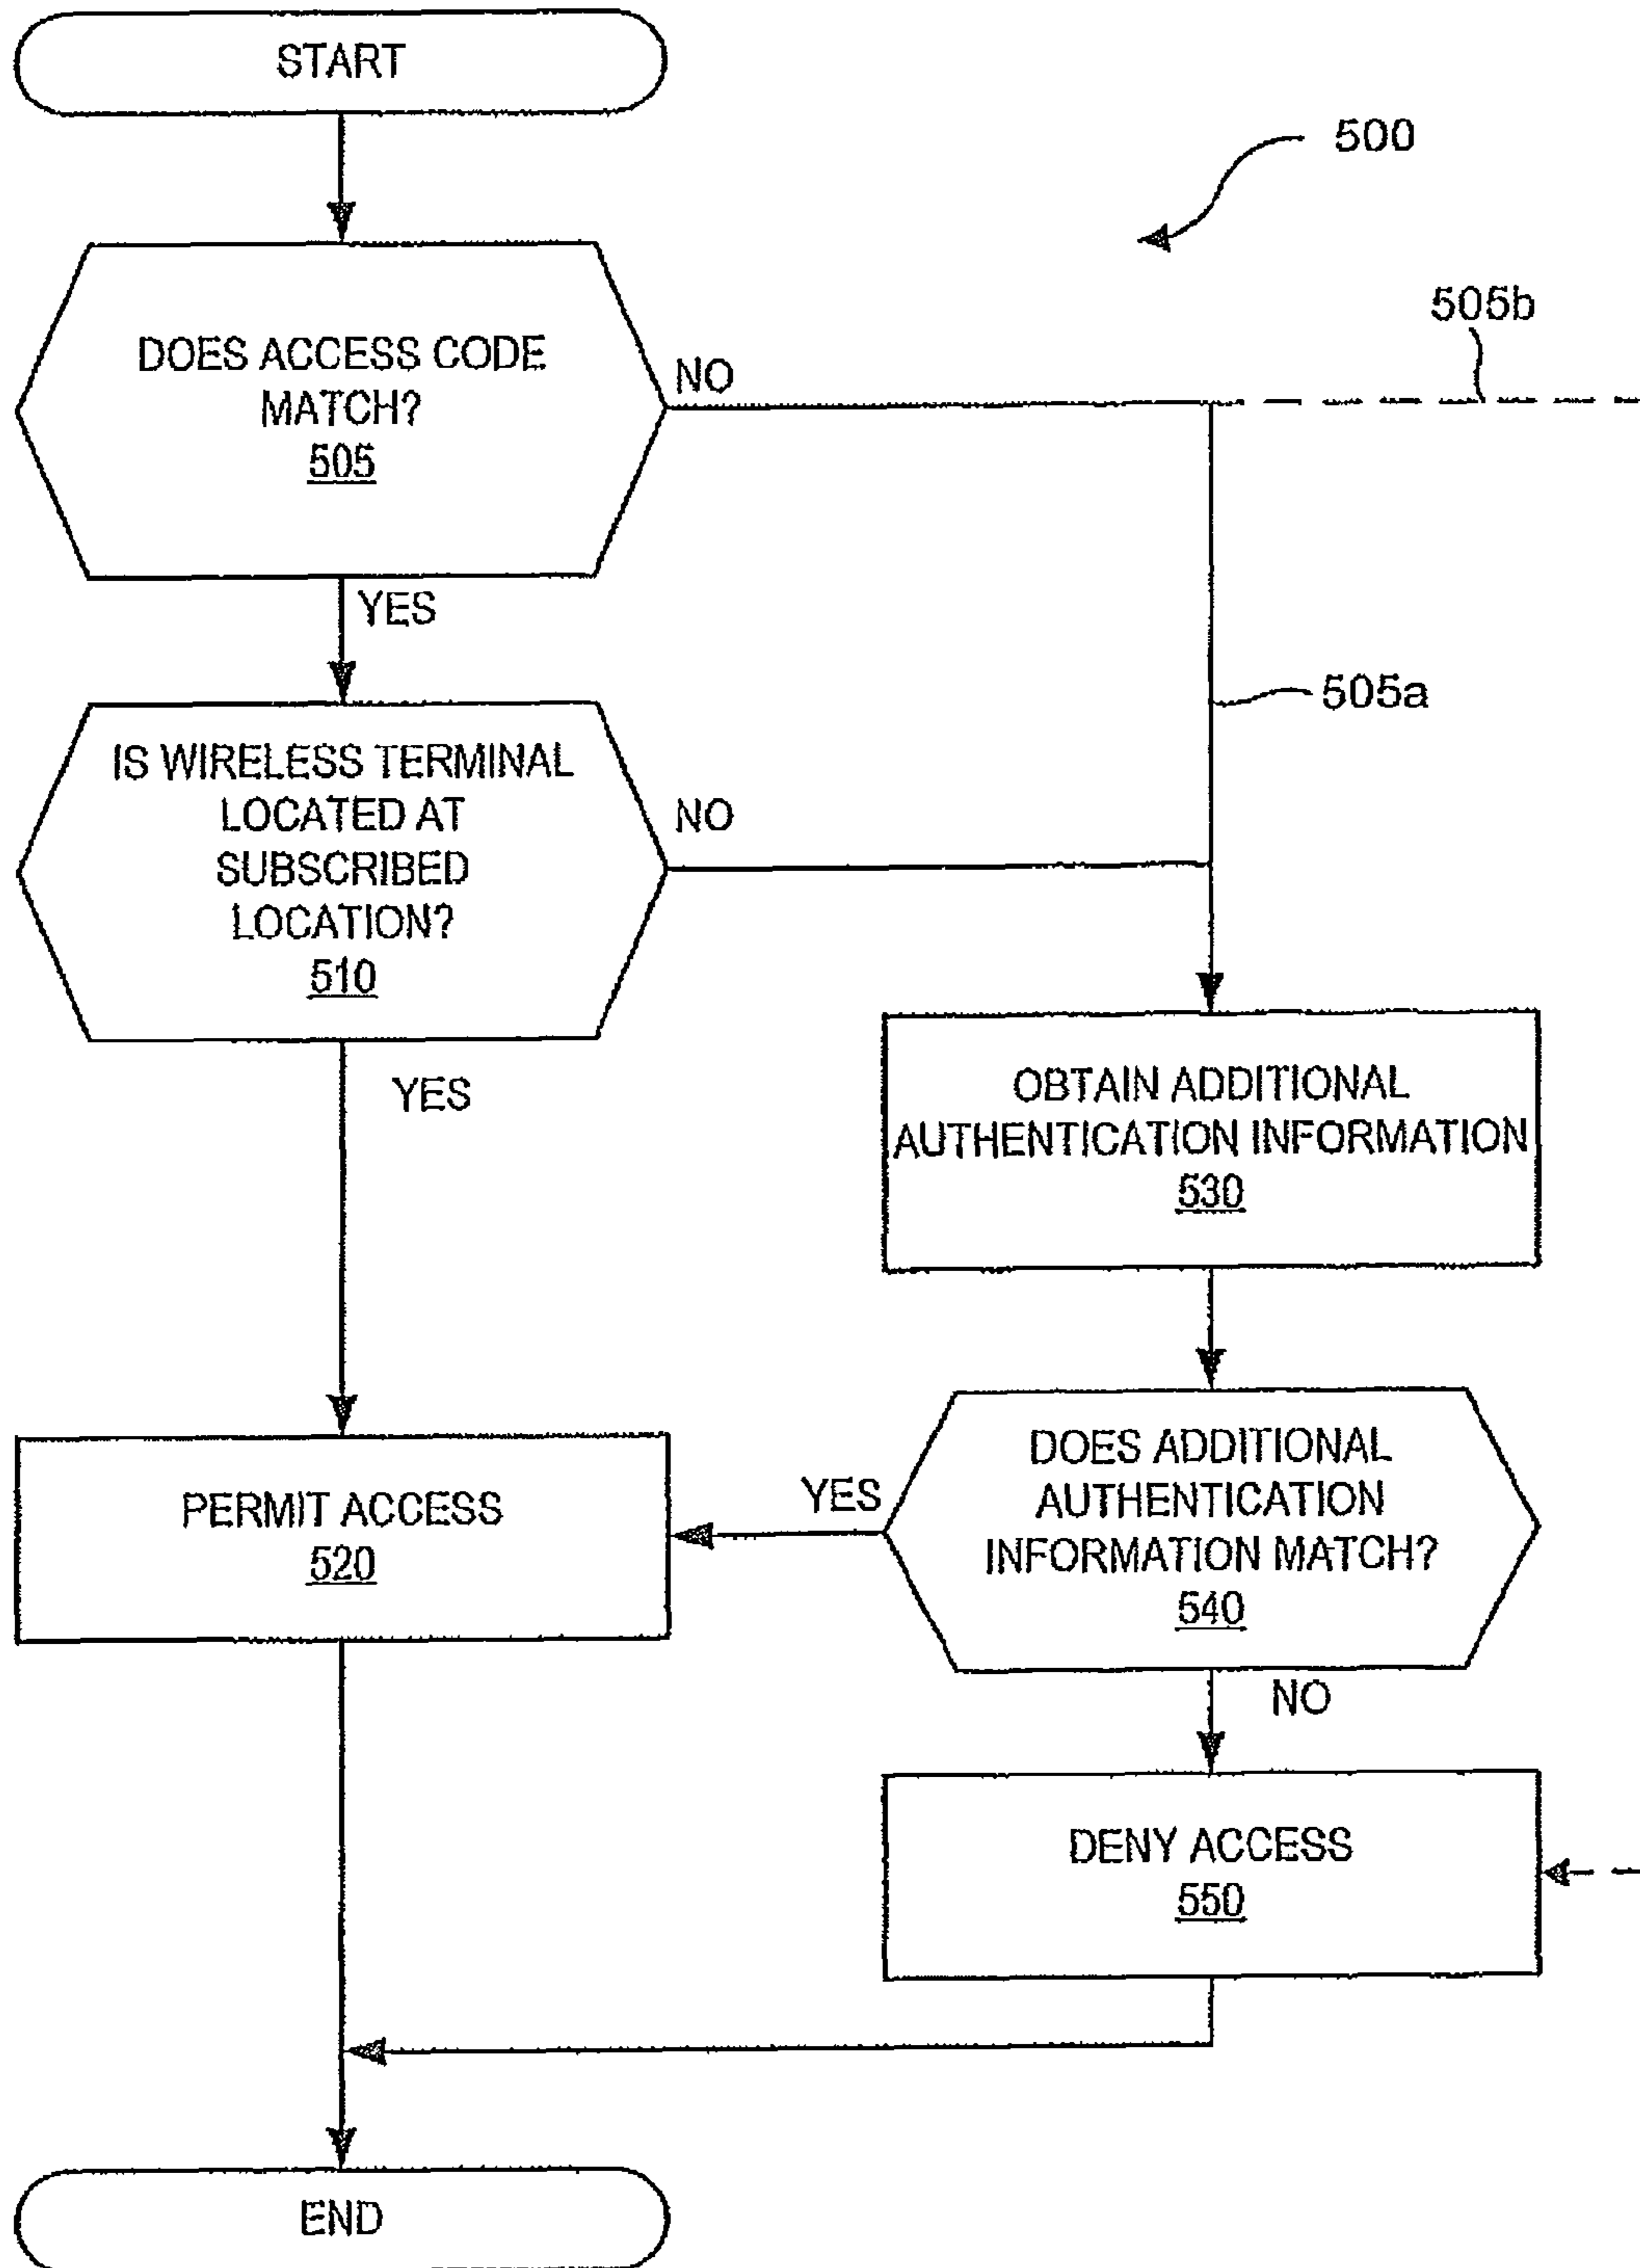 START
500
505b
DOES ACCESS CODE
MATCH?
505
NO
YES
505a
IS WIRELESS TERMINAL
LOCATED AT
SUBSCRIBED
LOCATION?
510
NO
YES
OBTAIN ADDITIONAL
AUTHENTICATION INFORMATION
530
DOES ADDITIONAL
AUTHENTICATION
INFORMATION MATCH?
540
YES
NO
PERMIT ACCESS
520
DENY ACCESS
550
END